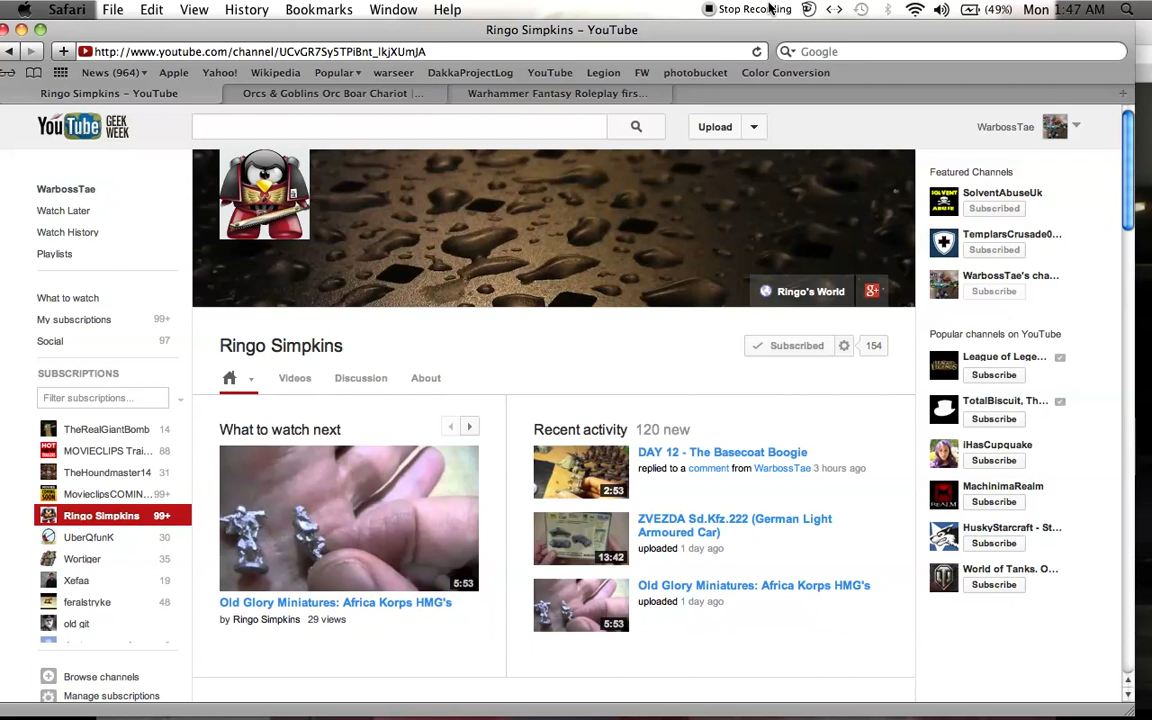 Safari File Edit View History Bookmarks Window Help Stop Recording (49%) Mon 1:47 AM
Ringo Simpkins – YouTube
http://www.youtube.com/channel/UCvGR7Sy5TPiBnt_lkjXUmJA Google
News (964) Apple Yahoo! Wikipedia Popular warseer DakkaProjectLog YouTube Legion FW photobucket Color Conversion
Ringo Simpkins – YouTube Orcs & Goblins Orc Boar Chariot |... Warhammer Fantasy Roleplay firs...
YouTube GEEK WEEK Upload WarbossTae
WarbossTae
Watch Later
Watch History
Playlists
What to watch
My subscriptions 99+
Social 97
SUBSCRIPTIONS
Filter subscriptions...
TheRealGiantBomb 14
MOVIECLIPS Trai... 88
TheHoundmaster14 31
MovieclipsCOMIN... 99+
Ringo Simpkins 99+
UberQfunK 30
Wortiger 35
Xefaa 19
feralstryke 48
old git
Browse channels
Manage subscriptions
Ringo's World
Ringo Simpkins
Subscribed 154
Videos Discussion About
What to watch next
5:53
Old Glory Miniatures: Africa Korps HMG's
by Ringo Simpkins 29 views
Recent activity 120 new
2:53
DAY 12 - The Basecoat Boogie
replied to a comment from WarbossTae 3 hours ago
13:42
ZVEZDA Sd.Kfz.222 (German Light
Armoured Car)
uploaded 1 day ago
5:53
Old Glory Miniatures: Africa Korps HMG's
uploaded 1 day ago
Featured Channels
SOLVENT ABUSE
SolventAbuseUk
Subscribed
TemplarsCrusade0...
Subscribed
WarbossTae's cha...
Subscribe
Popular channels on YouTube
League of Lege...
Subscribe
TotalBiscuit, Th...
Subscribe
iHasCupquake
Subscribe
MachinimaRealm
Subscribe
HuskyStarcraft - St...
Subscribe
World of Tanks. O...
Subscribe